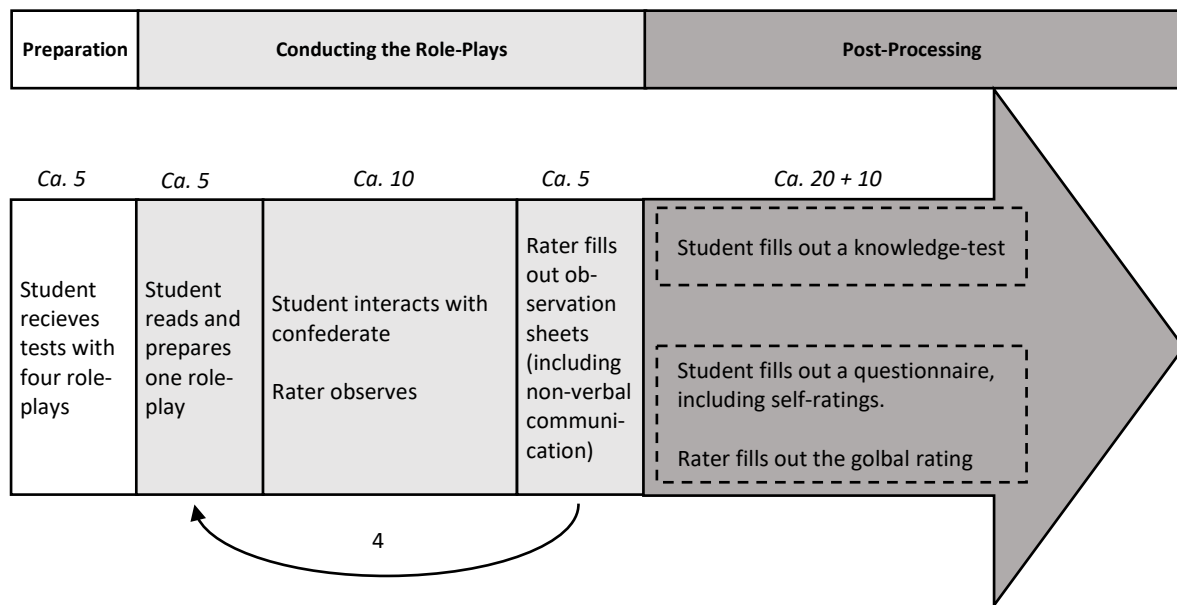 Preparation
Conducting the Role-Plays
Post-Processing
Ca. 5
Ca. 5
Ca. 10
Ca. 5
Ca. 20 + 10
Student
recieves
tests with
four role-
plays
Student
reads and
prepares
one role-
play
Student interacts with
confederate
Rater observes
Rater fills
out ob-
servation
sheets
(including
non-verbal
communi-
cation)
Student fills out a knowledge-test
Student fills out a questionnaire,
including self-ratings.
Rater fills out the golbal rating
4